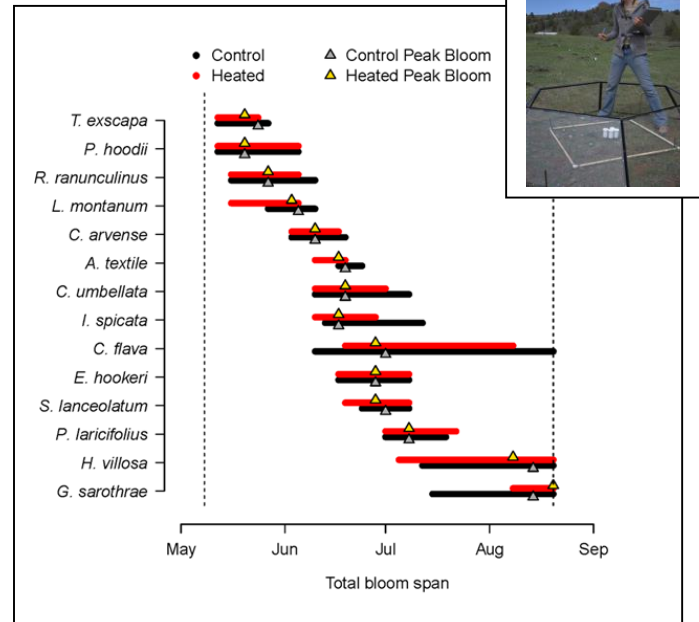 Control
Heated
Control Peak Bloom
Heated Peak Bloom
T. exscapa
P. hoodii
R. ranunculinus
L. montanum
C. arvense
A. textile
C. umbellata
I. spicata
C. flava
E. hookeri
S. lanceolatum
P. laricifolius
H. villosa
G. sarothrae
May Jun Jul Aug Sep
Total bloom span